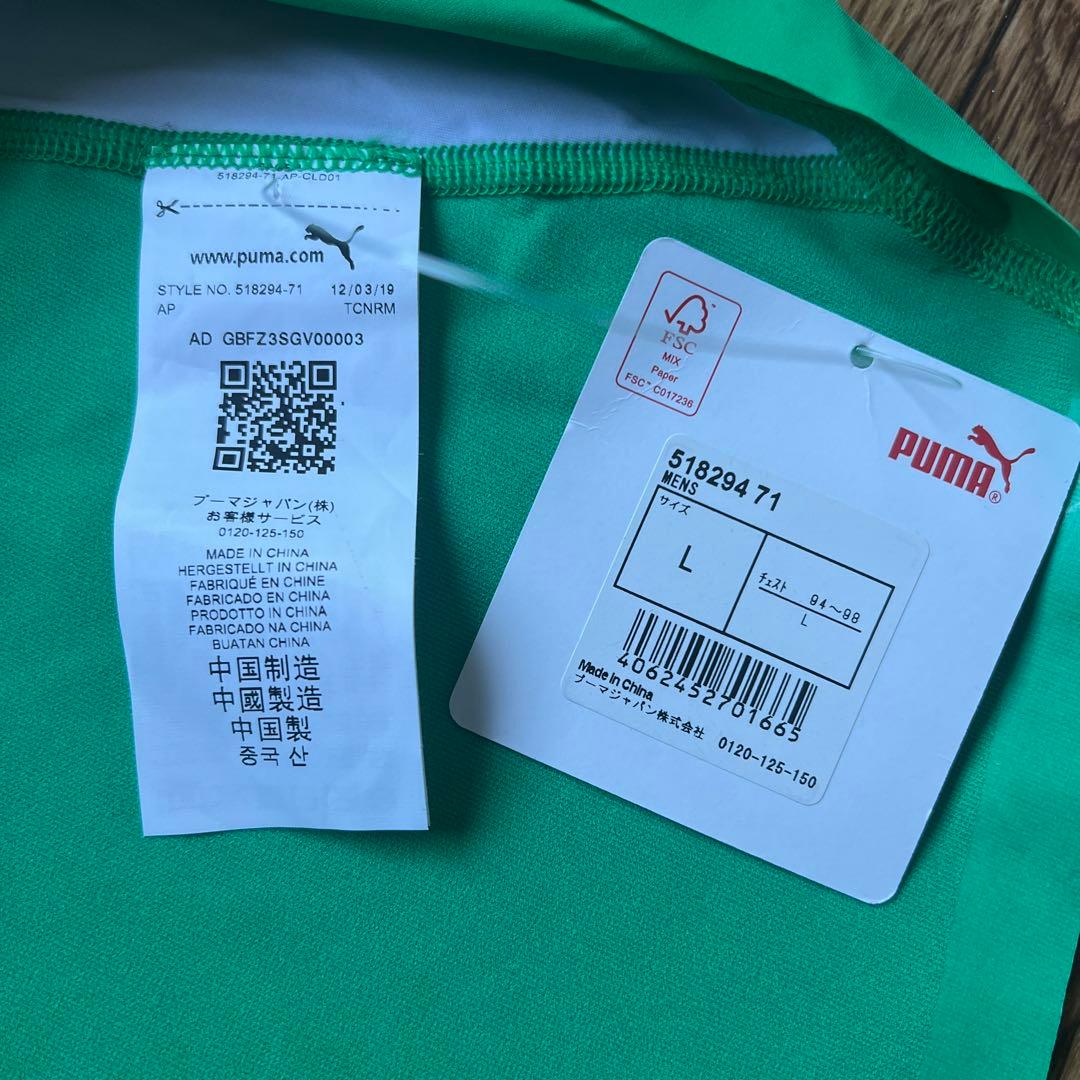 518294-71-AP-CLD01
www.puma.com
STYLE NO. 518294-71 12/03/19
AP TCNRM
AD GBFZ3SGV00003
プーマジャパン(株)
お客様サービス
0120-125-150
MADE IN CHINA
HERGESTELLT IN CHINA
FABRIQUÉ EN CHINE
FABRICADO EN CHINA
PRODOTTO IN CHINA
FABRICADO NA CHINA
BUATAN CHINA
中国制造
中國製造
中国製
중국 산
FSC
MIX
Paper
FSC™ C017236
PUMA®
518294 71
MENS
サイズ
L
チェスト 94～98
L
4062452701665
Made in China
プーマジャパン株式会社 0120-125-150